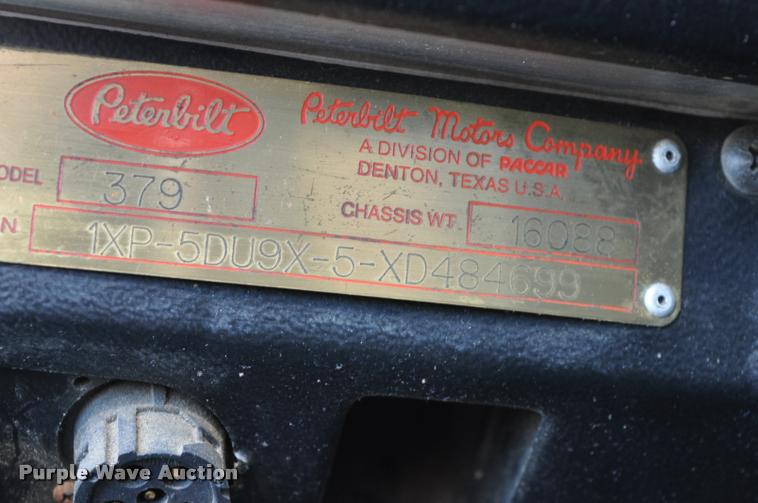 Peterbilt
Peterbilt Motors Company
A DIVISION OF PACCAR
DENTON, TEXAS U.S.A.
MODEL 379
CHASSIS WT 16088
N 1XP-5DU9X-5-XD484699
Purple Wave Auction